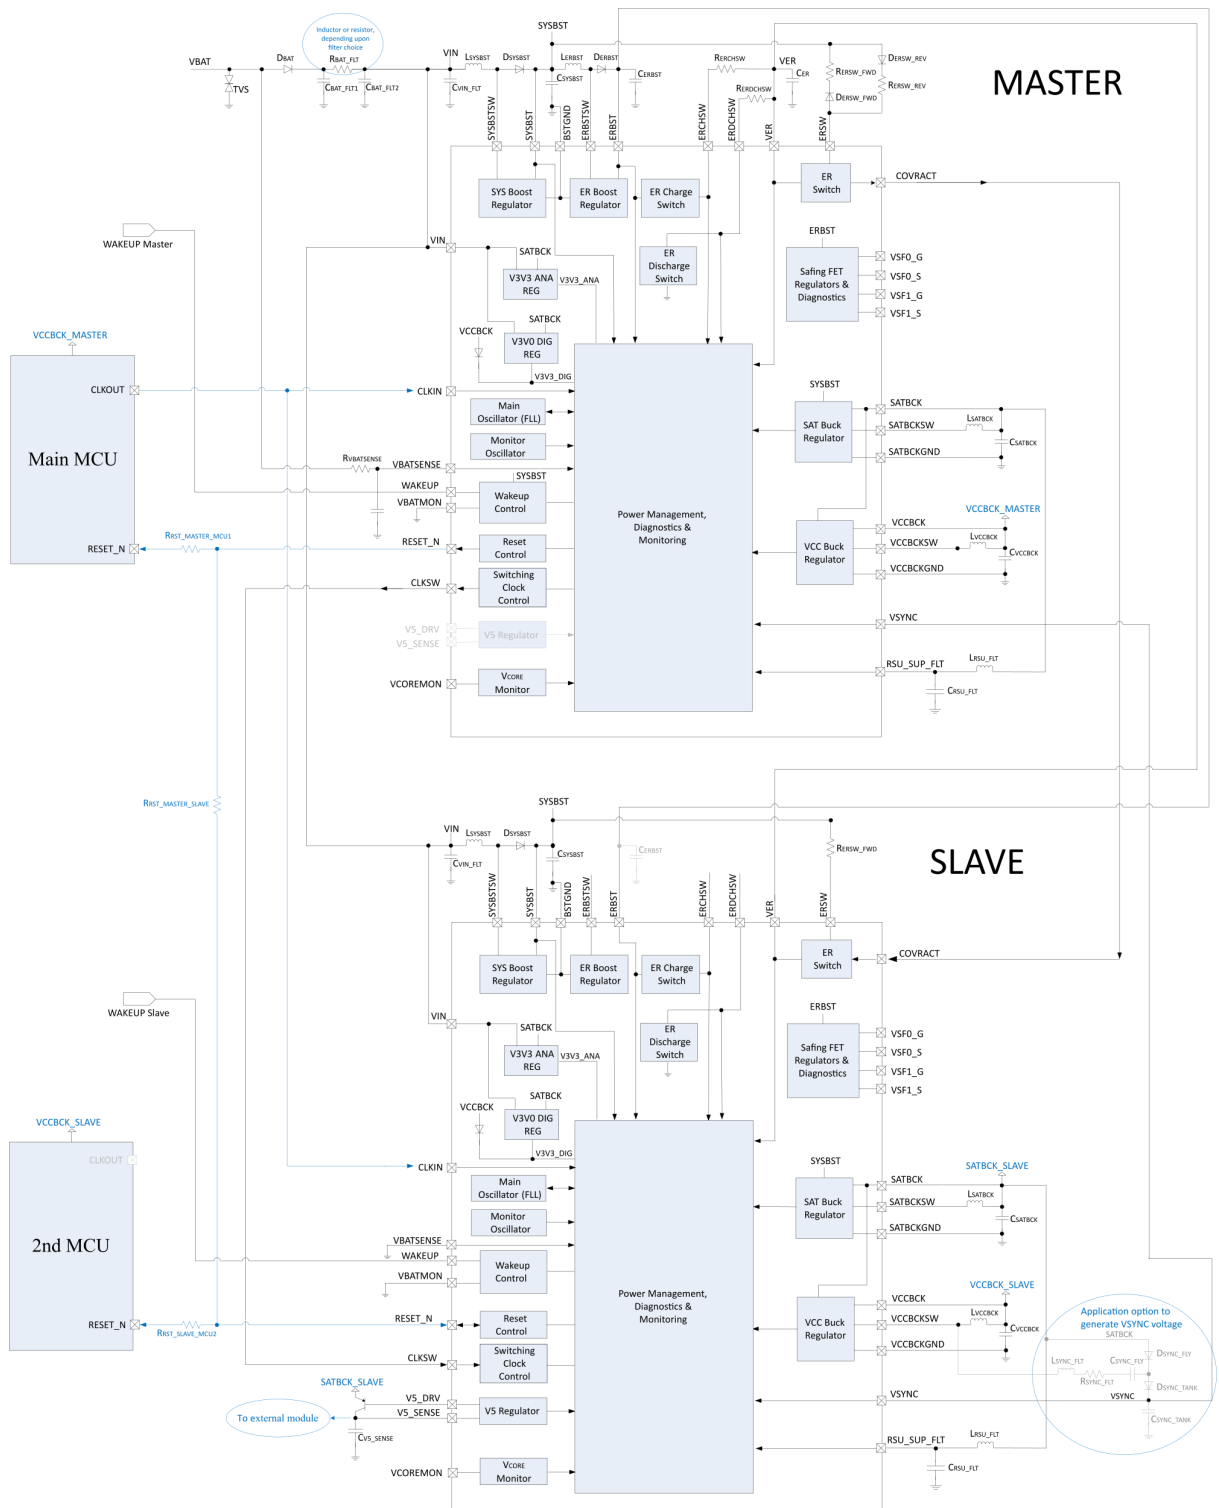 SYSBST
Inductor or resistor,
depending upon
filter choice
MASTER
VBAT
DBAT
RBAT_FLT
VIN
LSYSBST
DSYSBST
LERBST
DERBST
TVS
CBAT_FLT1
CBAT_FLT2
CVIN_FLT
CSYSBST
CERBST
RERCHSW
VER
CER
RERDCHSW
DERSW_REV
RERSW_FWD
RERSW_REV
DERSW_FWD
SYSBSTSW
SYSBST
BSTGND
ERBSTSW
ERBST
ERCHSW
ERDCHSW
VER
ERSW
SYS Boost
Regulator
ER Boost
Regulator
ER Charge
Switch
ER
Switch
COVRACT
WAKEUP Master
VIN
SATBCK
V3V3 ANA
REG
V3V3_ANA
ER
Discharge
Switch
ERBST
Safing FET
Regulators &
Diagnostics
VSF0_G
VSF0_S
VSF1_G
VSF1_S
VCCBCK
SATBCK
V3V0 DIG
REG
V3V3_DIG
VCCBCK_MASTER
CLKOUT
Main MCU
RESET_N
RRST_MASTER_MCU1
CLKIN
Main
Oscillator (FLL)
Monitor
Oscillator
RVBATSENSE
VBATSENSE
WAKEUP
VBATMON
SYSBST
Wakeup
Control
RESET_N
Reset
Control
CLKSW
Switching
Clock
Control
V5_DRV
V5_SENSE
V5 Regulator
VCOREMON
VCORE
Monitor
Power Management,
Diagnostics &
Monitoring
SYSBST
SAT Buck
Regulator
SATBCK
SATBCKSW
SATBCKGND
LSATBCK
CSATBCK
VCCBCK_MASTER
VCC Buck
Regulator
VCCBCK
VCCBCKSW
VCCBCKGND
LVCCBCK
CVCCBCK
VSYNC
RSU_SUP_FLT
LRSU_FLT
CRSU_FLT
RRST_MASTER_SLAVE
SYSBST
SLAVE
VIN
LSYSBST
DSYSBST
CVIN_FLT
CSYSBST
CERBST
RERSW_FWD
SYSBSTSW
SYSBST
BSTGND
ERBSTSW
ERBST
ERCHSW
ERDCHSW
VER
ERSW
SYS Boost
Regulator
ER Boost
Regulator
ER Charge
Switch
ER
Switch
COVRACT
WAKEUP Slave
VIN
SATBCK
V3V3 ANA
REG
V3V3_ANA
ER
Discharge
Switch
ERBST
Safing FET
Regulators &
Diagnostics
VSF0_G
VSF0_S
VSF1_G
VSF1_S
VCCBCK
SATBCK
V3V0 DIG
REG
V3V3_DIG
VCCBCK_SLAVE
CLKOUT
2nd MCU
RESET_N
RRST_SLAVE_MCU2
CLKIN
Main
Oscillator (FLL)
Monitor
Oscillator
VBATSENSE
WAKEUP
VBATMON
Wakeup
Control
RESET_N
Reset
Control
CLKSW
Switching
Clock
Control
SATBCK_SLAVE
V5_DRV
V5_SENSE
V5 Regulator
To external module
CV5_SENSE
VCOREMON
VCORE
Monitor
Power Management,
Diagnostics &
Monitoring
SYSBST
SAT Buck
Regulator
SATBCK
SATBCKSW
SATBCKGND
SATBCK_SLAVE
LSATBCK
CSATBCK
VCCBCK_SLAVE
VCC Buck
Regulator
VCCBCK
VCCBCKSW
VCCBCKGND
LVCCBCK
CVCCBCK
Application option to
generate VSYNC voltage
SATBCK
DSYNC_FLY
LSYNC_FLT
CSYNC_FLY
RSYNC_FLT
DSYNC_TANK
VSYNC
VSYNC
CSYNC_TANK
RSU_SUP_FLT
LRSU_FLT
CRSU_FLT